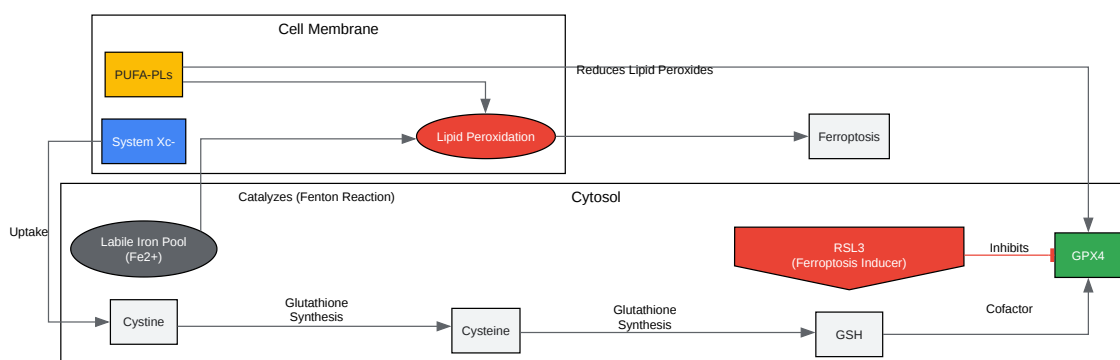 Cell Membrane
PUFA-PLs
Reduces Lipid Peroxides
System Xc-
Lipid Peroxidation
Ferroptosis
Catalyzes (Fenton Reaction)
Cytosol
Uptake
Labile Iron Pool
(Fe2+)
RSL3
(Ferroptosis Inducer)
Inhibits
GPX4
Cystine
Glutathione
Synthesis
Cysteine
Glutathione
Synthesis
GSH
Cofactor